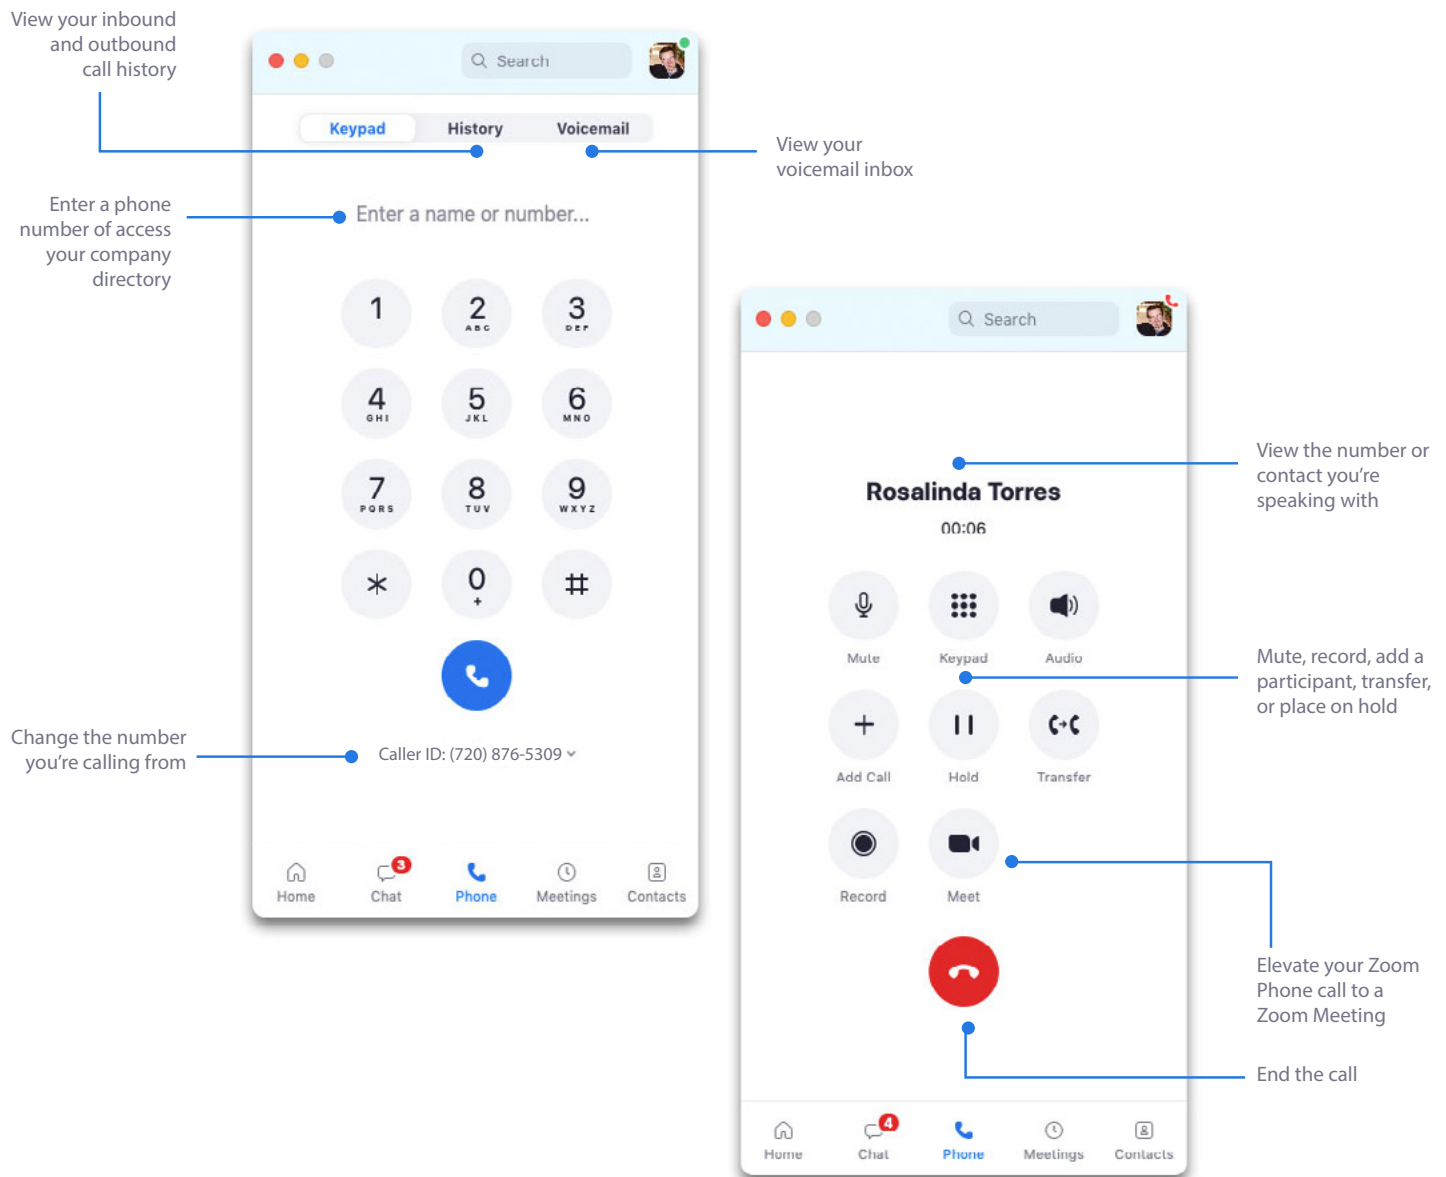 View your inbound
and outbound
call history
Search
Keypad History Voicemail
View your
voicemail inbox
Enter a phone
number of access
your company
directory
Enter a name or number...
1 2 3
ABC DEF
4 5 6
GHI JKL MNO
7 8 9
PQRS TUV WXYZ
* 0 #
+
Change the number
you're calling from
Caller ID: (720) 876-5309
3
Home Chat Phone Meetings Contacts
Search
View the number or
contact you're
speaking with
Rosalinda Torres
00:06
Mute Keypad Audio
Mute, record, add a
participant, transfer,
or place on hold
Add Call Hold Transfer
Record Meet
Elevate your Zoom
Phone call to a
Zoom Meeting
End the call
4
Home Chat Phone Meetings Contacts